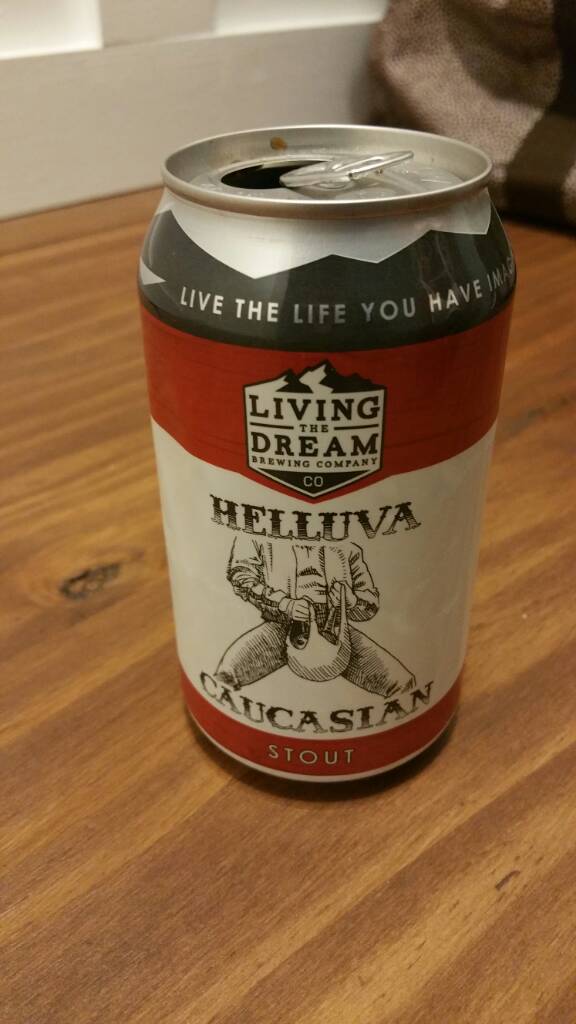 LIVE THE LIFE YOU HAVE
LIVING
THE
DREAM
BREWING COMPANY
CO
HELLUVA
CAUCASIAN
STOUT